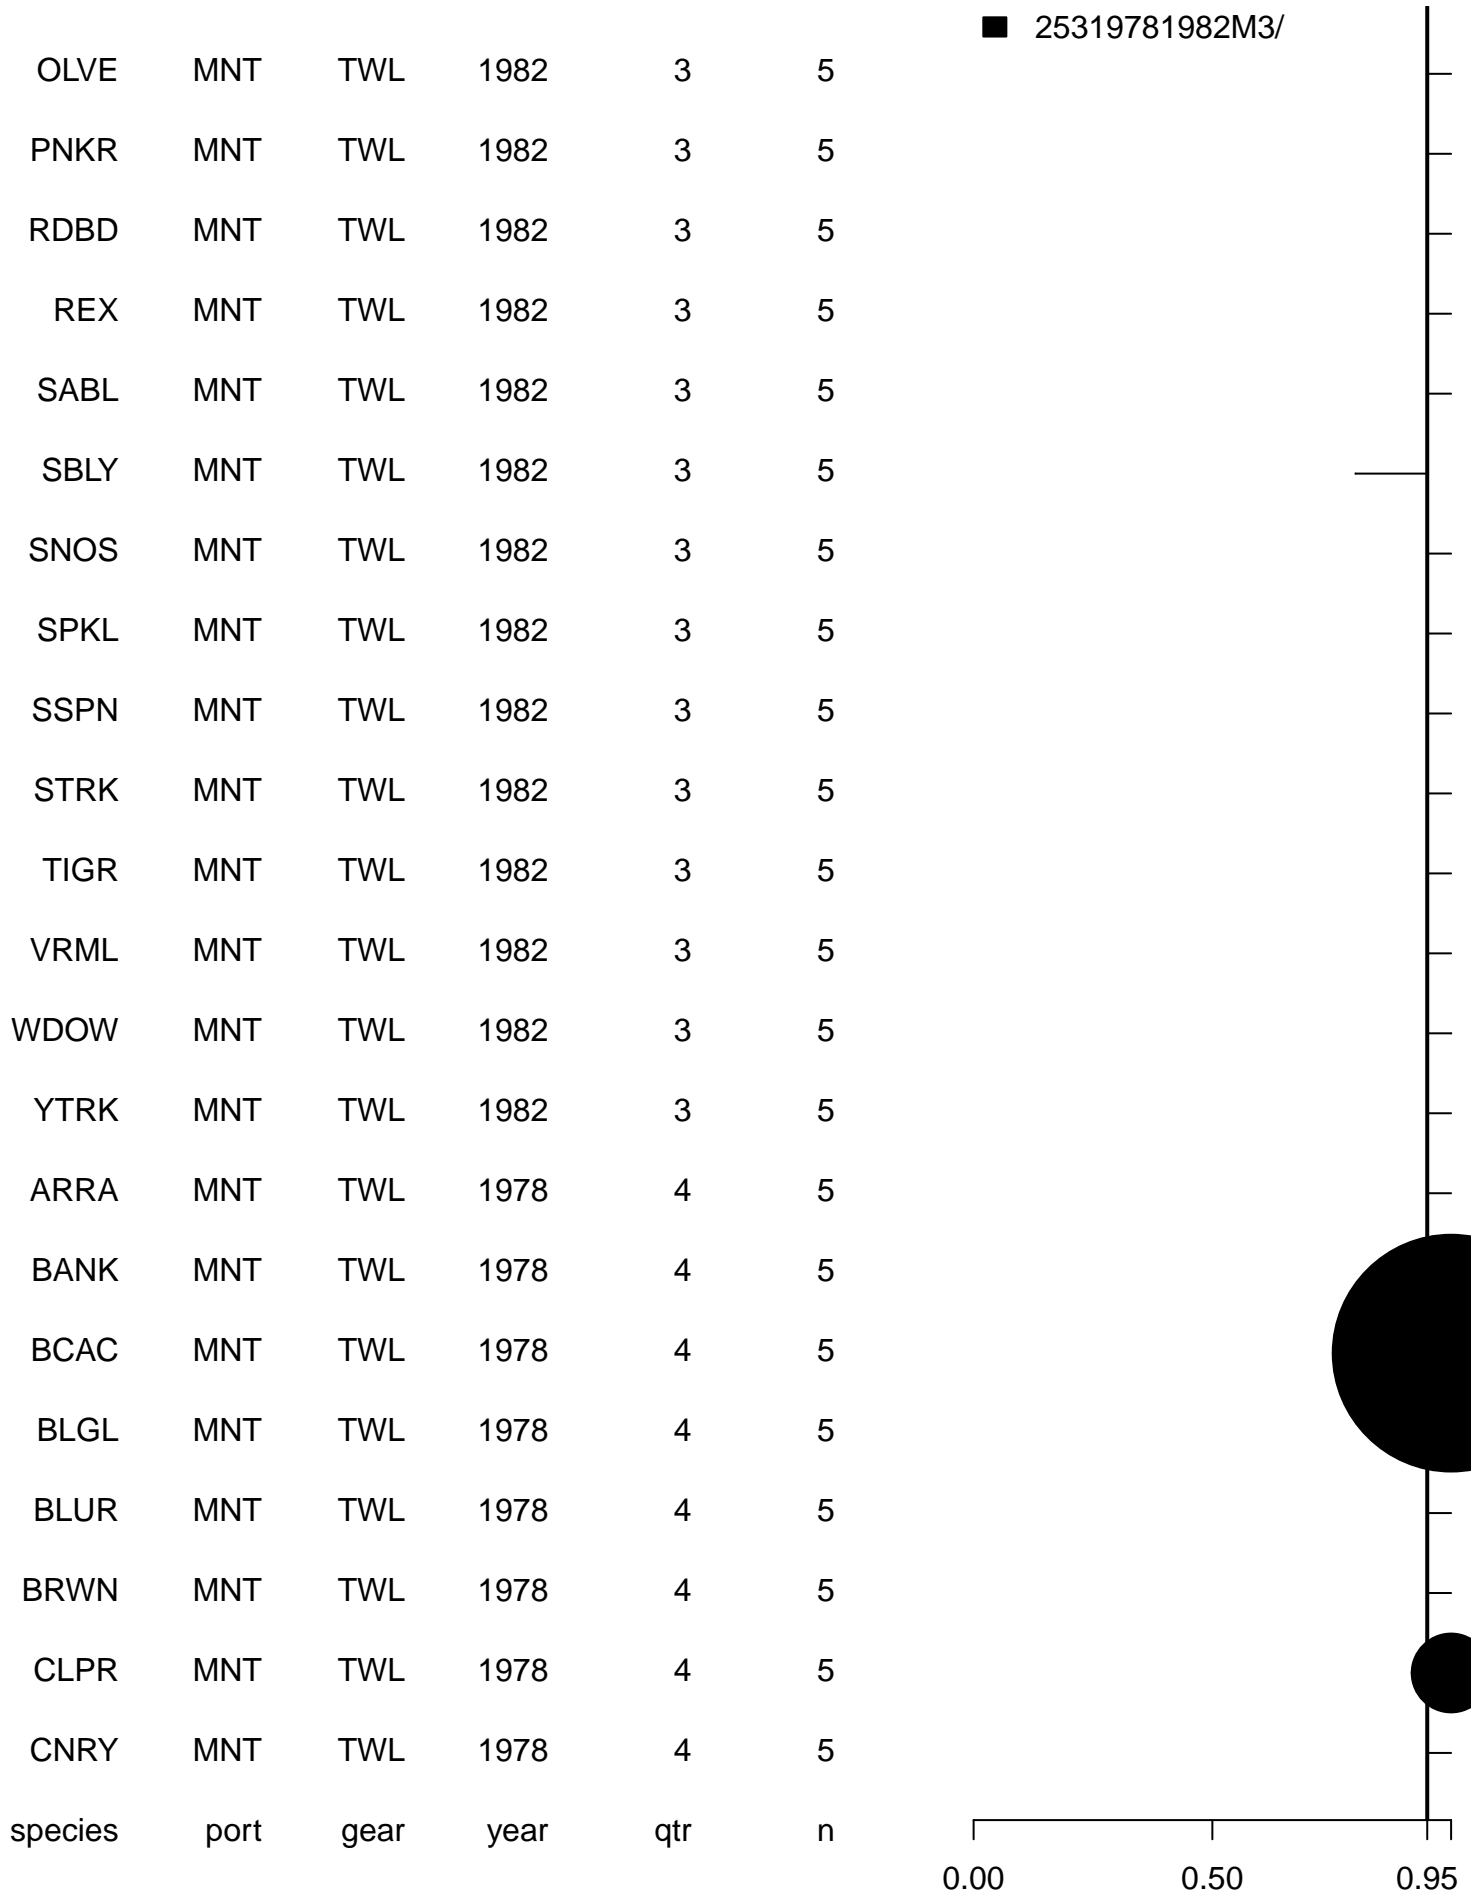 25319781982M3/
OLVE MNT TWL 1982 3 5
PNKR MNT TWL 1982 3 5
RDBD MNT TWL 1982 3 5
REX MNT TWL 1982 3 5
SABL MNT TWL 1982 3 5
SBLY MNT TWL 1982 3 5
SNOS MNT TWL 1982 3 5
SPKL MNT TWL 1982 3 5
SSPN MNT TWL 1982 3 5
STRK MNT TWL 1982 3 5
TIGR MNT TWL 1982 3 5
VRML MNT TWL 1982 3 5
WDOW MNT TWL 1982 3 5
YTRK MNT TWL 1982 3 5
ARRA MNT TWL 1978 4 5
BANK MNT TWL 1978 4 5
BCAC MNT TWL 1978 4 5
BLGL MNT TWL 1978 4 5
BLUR MNT TWL 1978 4 5
BRWN MNT TWL 1978 4 5
CLPR MNT TWL 1978 4 5
CNRY MNT TWL 1978 4 5
species port gear year qtr n
0.00 0.50 0.95